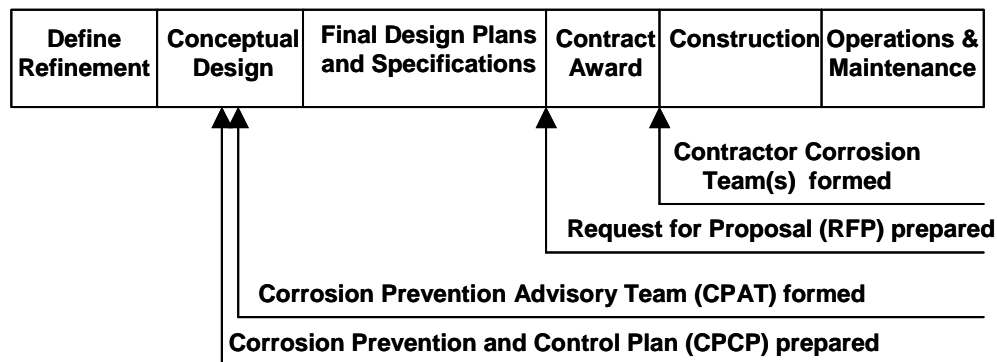 Define
Refinement
Conceptual
Design
Final Design Plans
and Specifications
Contract
Award
Construction
Operations &
Maintenance
Contractor Corrosion
Team(s) formed
Request for Proposal (RFP) prepared
Corrosion Prevention Advisory Team (CPAT) formed
Corrosion Prevention and Control Plan (CPCP) prepared